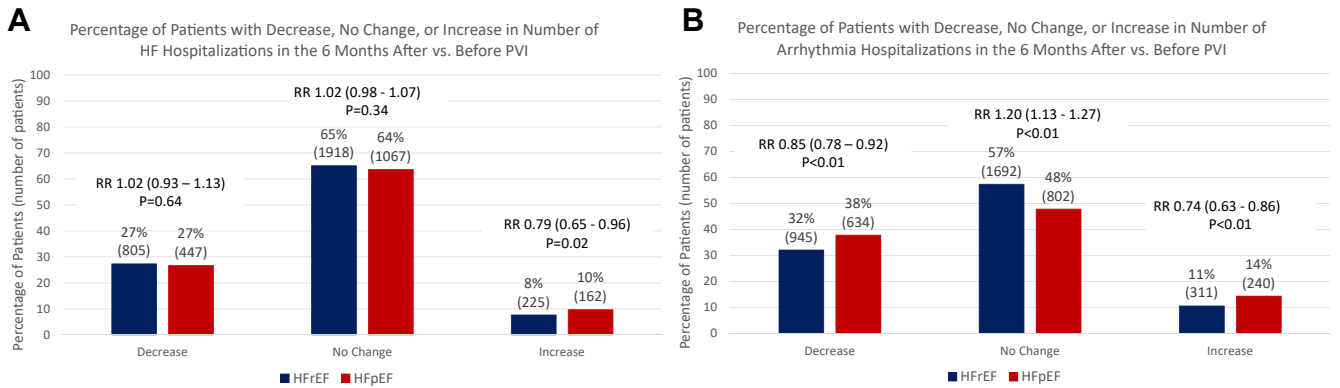 A
Percentage of Patients with Decrease, No Change, or Increase in Number of
HF Hospitalizations in the 6 Months After vs. Before PVI
Percentage of Patients (number of patients)
100
90
80
70
60
50
40
30
20
10
0
RR 1.02 (0.93 – 1.13)
P=0.64
27%
(805)
27%
(447)
RR 1.02 (0.98 - 1.07)
P=0.34
65%
(1918)
64%
(1067)
RR 0.79 (0.65 - 0.96)
P=0.02
8%
(225)
10%
(162)
Decrease
No Change
Increase
HFrEF
HFpEF
B
Percentage of Patients with Decrease, No Change, or Increase in Number of
Arrhythmia Hospitalizations in the 6 Months After vs. Before PVI
Percentage of Patients (number of patients)
100
90
80
70
60
50
40
30
20
10
0
RR 0.85 (0.78 – 0.92)
P<0.01
32%
(945)
38%
(634)
RR 1.20 (1.13 - 1.27)
P<0.01
57%
(1692)
48%
(802)
RR 0.74 (0.63 - 0.86)
P<0.01
11%
(311)
14%
(240)
Decrease
No Change
Increase
HFrEF
HFpEF